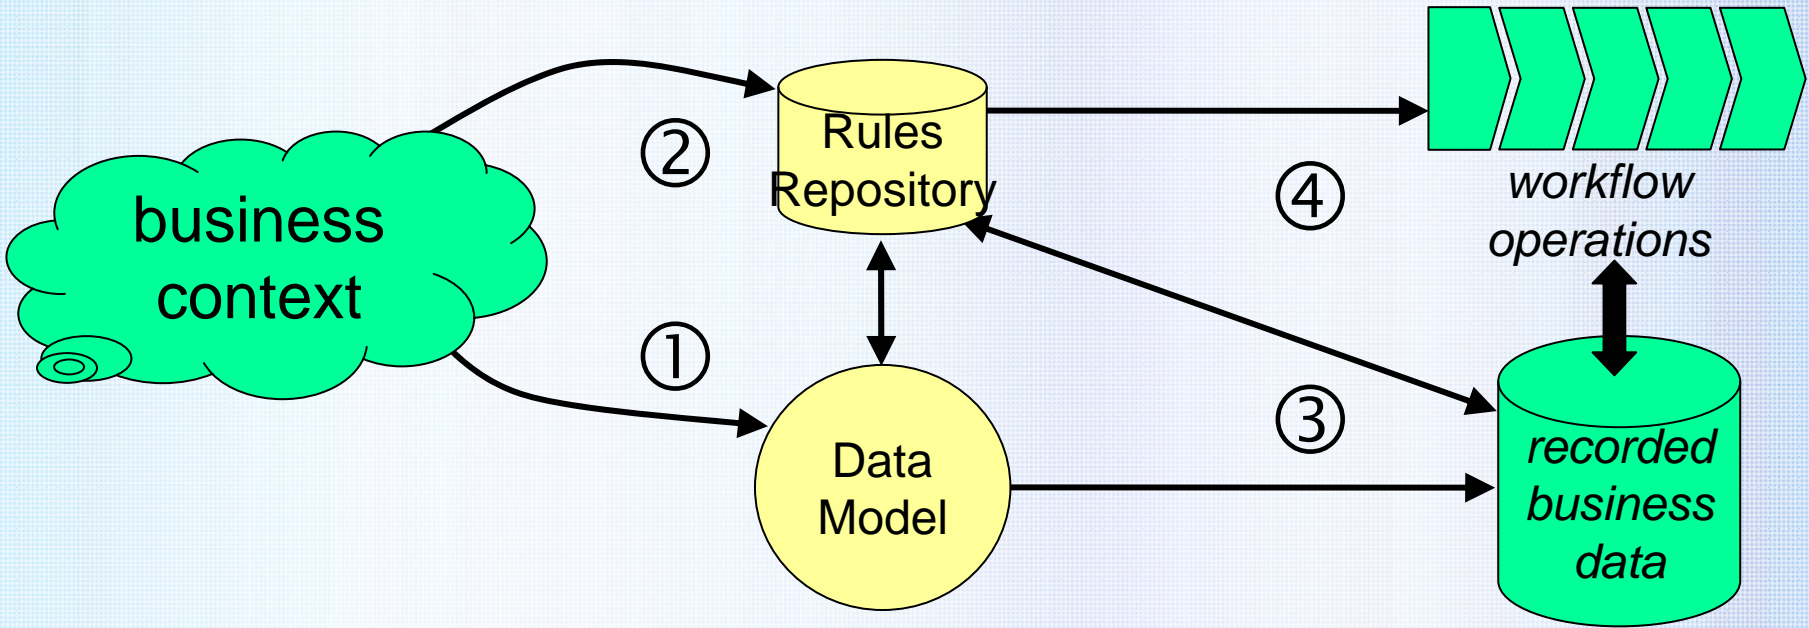 business
context
②
①
Rules
Repository
Data
Model
④
③
workflow
operations
recorded
business
data